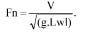 Fn = V / √(g.Lwl).